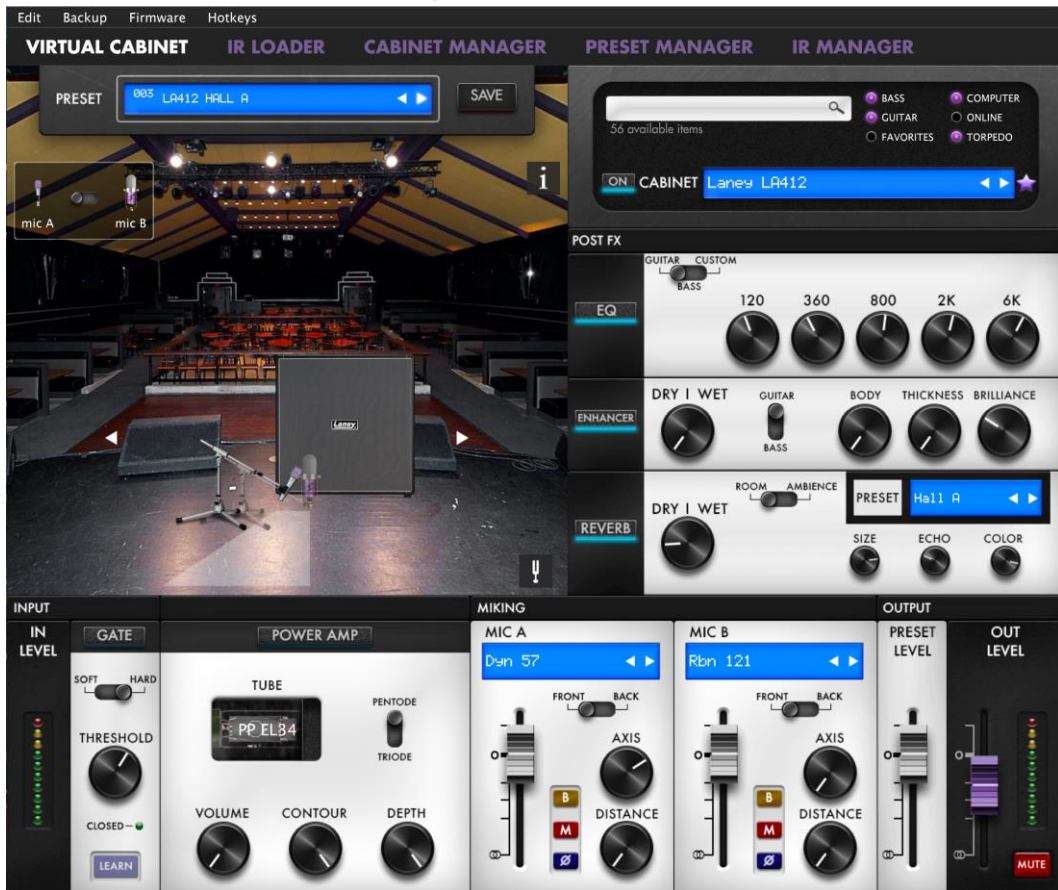 Edit Backup Firmware Hotkeys
VIRTUAL CABINET IR LOADER CABINET MANAGER PRESET MANAGER IR MANAGER
PRESET 003 LA412 HALL A SAVE
mic A mic B
i
56 available items
BASS COMPUTER
GUITAR ONLINE
FAVORITES TORPEDO
ON CABINET Laney LA412
Laney
POST FX
EQ
GUITAR CUSTOM
BASS
120 360 800 2K 6K
ENHANCER
DRY | WET GUITAR BODY THICKNESS BRILLIANCE
BASS
REVERB
DRY | WET ROOM AMBIENCE PRESET Hall A
SIZE ECHO COLOR
INPUT
IN LEVEL
GATE
SOFT HARD
THRESHOLD
CLOSED
LEARN
POWER AMP
TUBE
PP EL34
PENTODE
TRIODE
VOLUME CONTOUR DEPTH
MIKING
MIC A
Dyn 57
FRONT BACK
AXIS
B
M
Ø
DISTANCE
MIC B
Rbn 121
FRONT BACK
AXIS
B
M
Ø
DISTANCE
OUTPUT
PRESET LEVEL
OUT LEVEL
MUTE